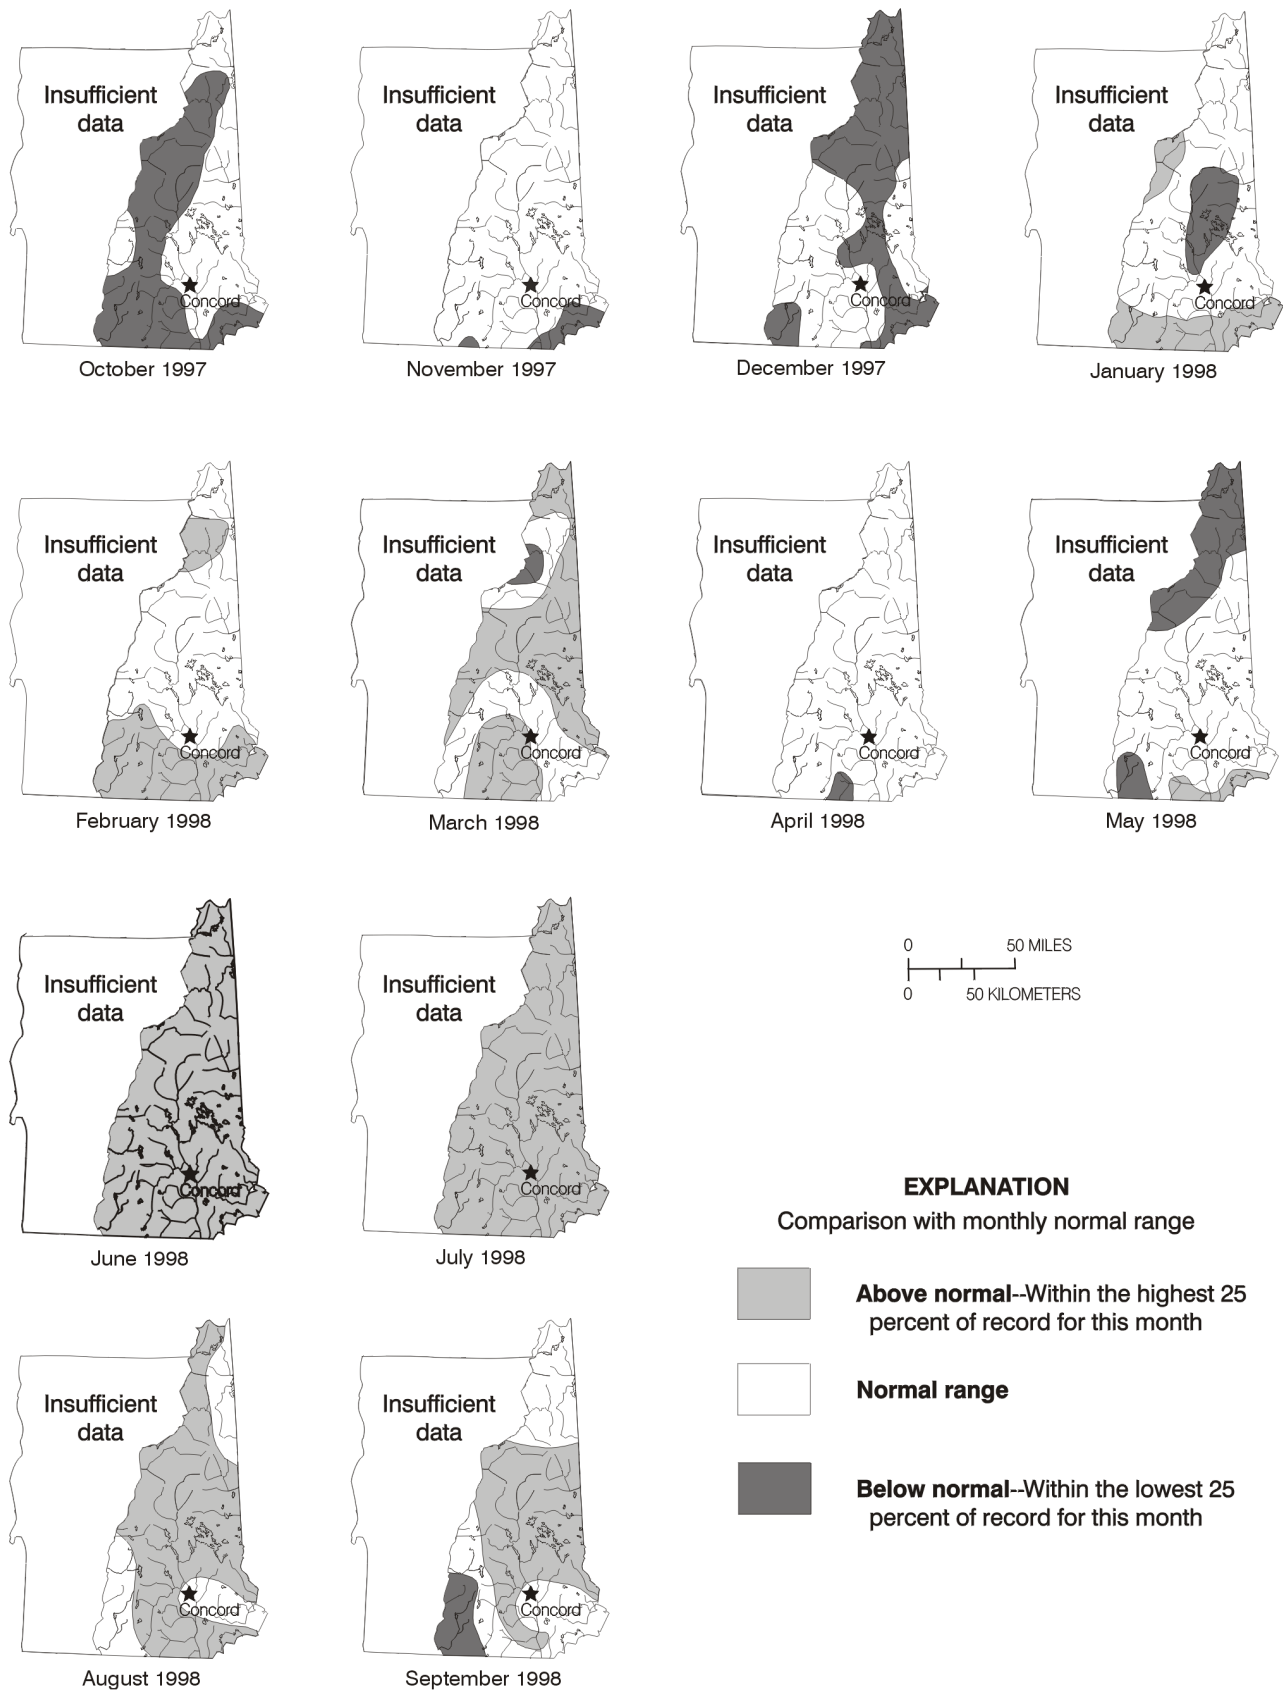 Insufficient
data
Concord
October 1997
Insufficient
data
Concord
November 1997
Insufficient
data
Concord
December 1997
Insufficient
data
Concord
January 1998
Insufficient
data
Concord
February 1998
Insufficient
data
Concord
March 1998
Insufficient
data
Concord
April 1998
Insufficient
data
Concord
May 1998
Insufficient
data
Concord
June 1998
Insufficient
data
Concord
July 1998
0 50 MILES
0 50 KILOMETERS
EXPLANATION
Comparison with monthly normal range
Above normal--Within the highest 25
percent of record for this month
Normal range
Below normal--Within the lowest 25
percent of record for this month
Insufficient
data
Concord
August 1998
Insufficient
data
Concord
September 1998